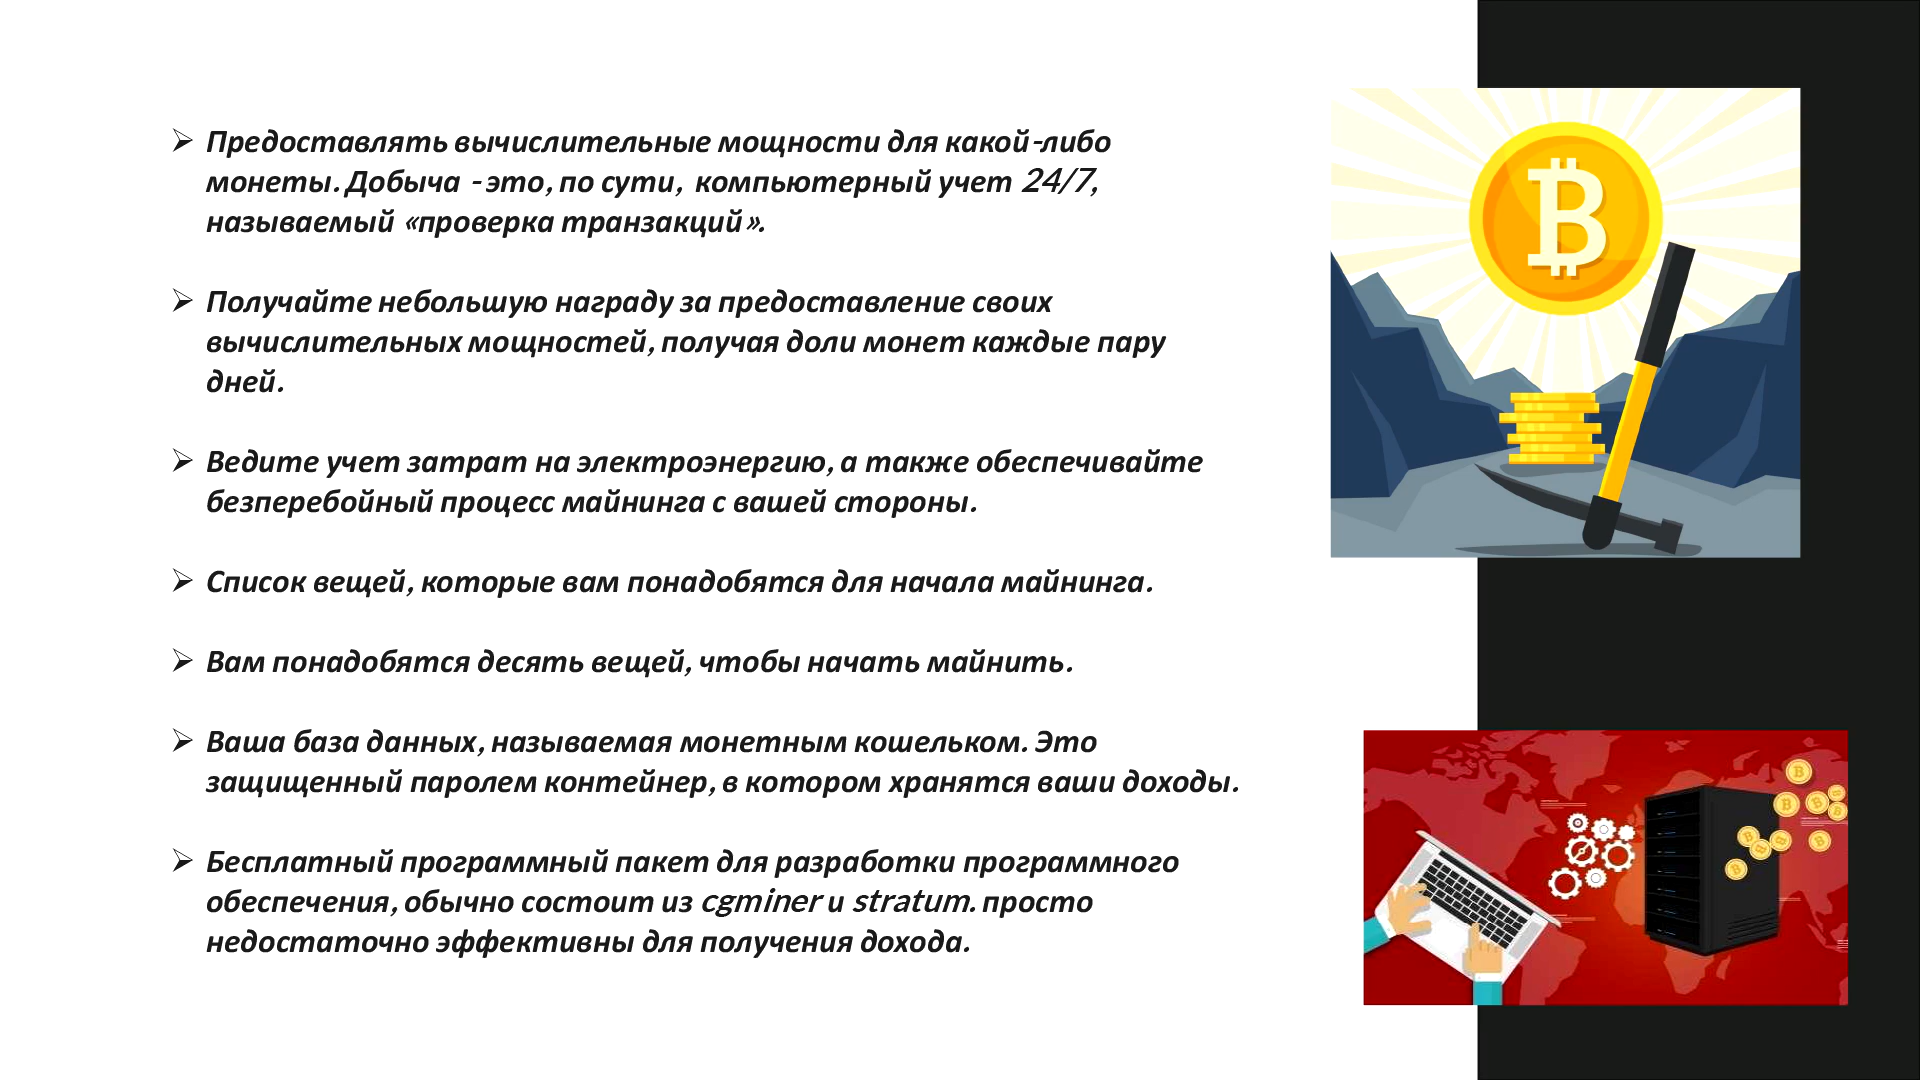 Предоставлять вычислительные мощности для какой-либо
монеты. Добыча - это, по сути, компьютерный учет 24/7,
называемый «проверка транзакций».
Получайте небольшую награду за предоставление своих
вычислительных мощностей, получая доли монет каждые пару
дней.
Ведите учет затрат на электроэнергию, а также обеспечивайте
безперебойный процесс майнинга с вашей стороны.
Список вещей, которые вам понадобятся для начала майнинга.
Вам понадобятся десять вещей, чтобы начать майнить.
Ваша база данных, называемая монетным кошельком. Это
защищенный паролем контейнер, в котором хранятся ваши доходы.
Бесплатный программный пакет для разработки программного
обеспечения, обычно состоит из cgminer и stratum. просто
недостаточно эффективны для получения дохода.